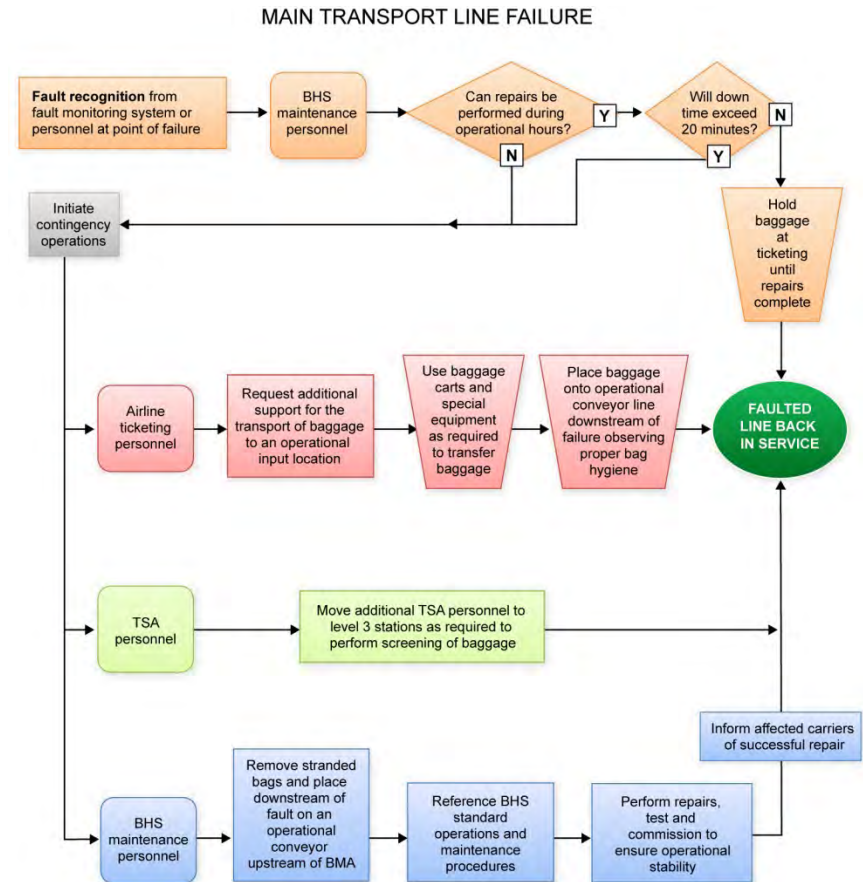 MAIN TRANSPORT LINE FAILURE
Fault recognition from
fault monitoring system or
personnel at point of failure
BHS
maintenance
personnel
Can repairs be
performed during
operational hours?
Y
N
Will down
time exceed
20 minutes?
N
Y
Initiate
contingency
operations
Hold
baggage
at
ticketing
until
repairs
complete
Airline
ticketing
personnel
Request additional
support for the
transport of baggage
to an operational
input location
Use baggage
carts and
special
equipment
as required
to transfer
baggage
Place baggage
onto operational
conveyor line
downstream of
failure observing
proper bag
hygiene
FAULTED
LINE BACK
IN SERVICE
TSA
personnel
Move additional TSA personnel to
level 3 stations as required to
perform screening of baggage
Inform affected carriers
of successful repair
BHS
maintenance
personnel
Remove stranded
bags and place
downstream of
fault on an
operational
conveyor
upstream of BMA
Reference BHS
standard
operations and
maintenance
procedures
Perform repairs,
test and
commission to
ensure operational
stability